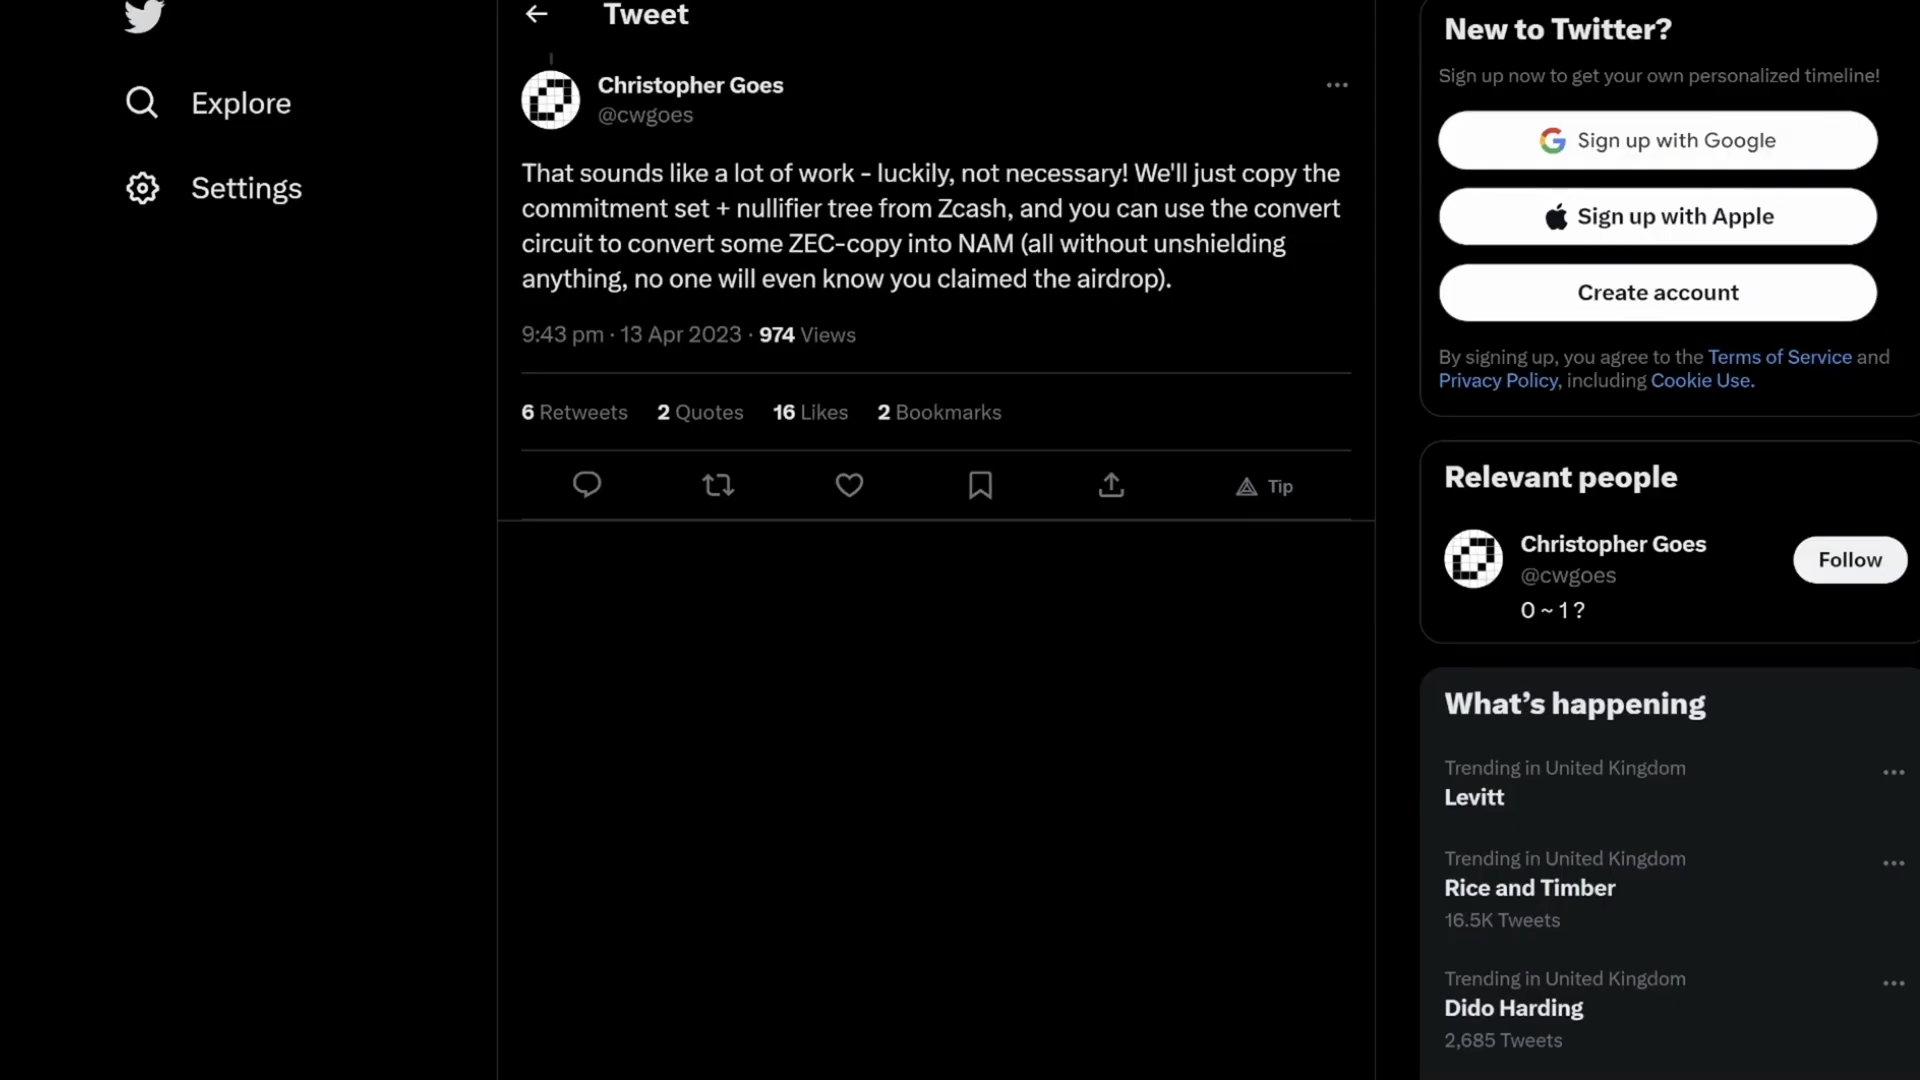 Explore
Settings
Tweet
Christopher Goes
@cwgoes
That sounds like a lot of work - luckily, not necessary! We'll just copy the
commitment set + nullifier tree from Zcash, and you can use the convert
circuit to convert some ZEC-copy into NAM (all without unshielding
anything, no one will even know you claimed the airdrop).
9:43 pm · 13 Apr 2023 · 974 Views
6 Retweets 2 Quotes 16 Likes 2 Bookmarks
Tip
New to Twitter?
Sign up now to get your own personalized timeline!
Sign up with Google
Sign up with Apple
Create account
By signing up, you agree to the Terms of Service and
Privacy Policy, including Cookie Use.
Relevant people
Christopher Goes
@cwgoes
Follow
0 ~ 1 ?
What's happening
Trending in United Kingdom
Levitt
Trending in United Kingdom
Rice and Timber
16.5K Tweets
Trending in United Kingdom
Dido Harding
2,685 Tweets